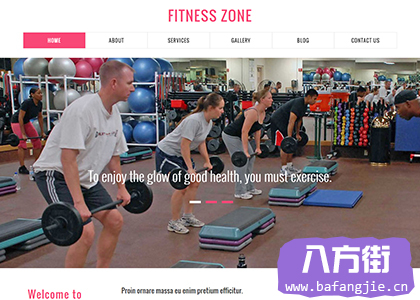 FITNESS ZONE
HOME ABOUT SERVICES GALLERY BLOG CONTACT US
To enjoy the glow of good health, you must exercise.
Welcome to
Proin ornare massa eu enim pretium efficitur.
八方街
www.bafangjie.cn